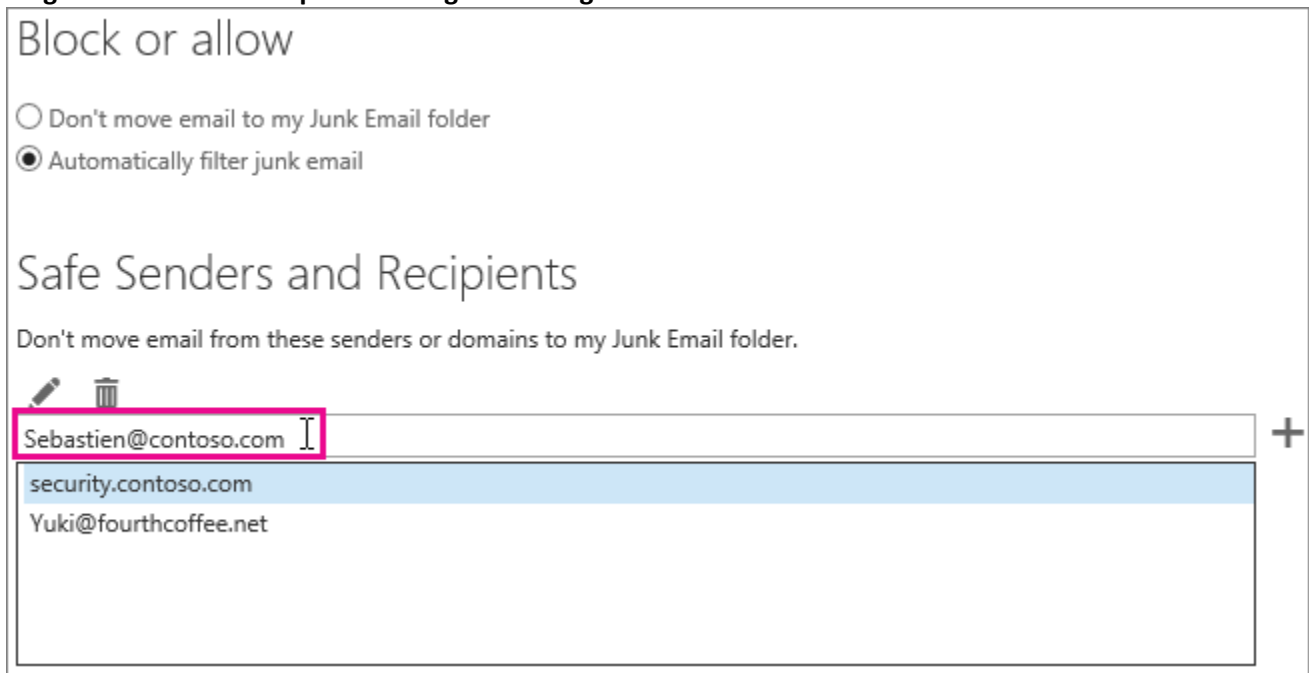 Block or allow
Don't move email to my Junk Email folder
Automatically filter junk email
Safe Senders and Recipients
Don't move email from these senders or domains to my Junk Email folder.
Sebastien@contoso.com
security.contoso.com
Yuki@fourthcoffee.net